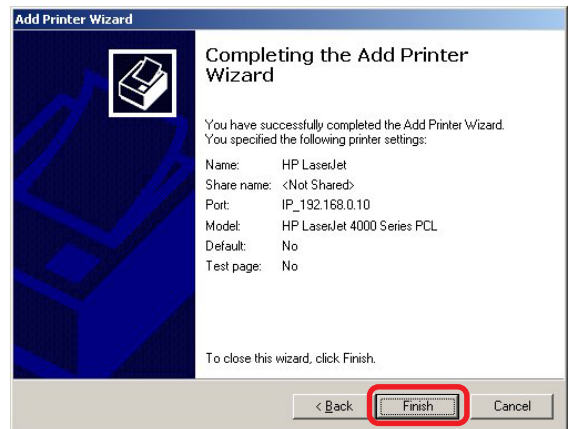 Add Printer Wizard
Completing the Add Printer
Wizard
You have successfully completed the Add Printer Wizard.
You specified the following printer settings:
Name: HP LaserJet
Share name: <Not Shared>
Port: IP_192.168.0.10
Model: HP LaserJet 4000 Series PCL
Default: No
Test page: No
To close this wizard, click Finish.
< Back Finish Cancel